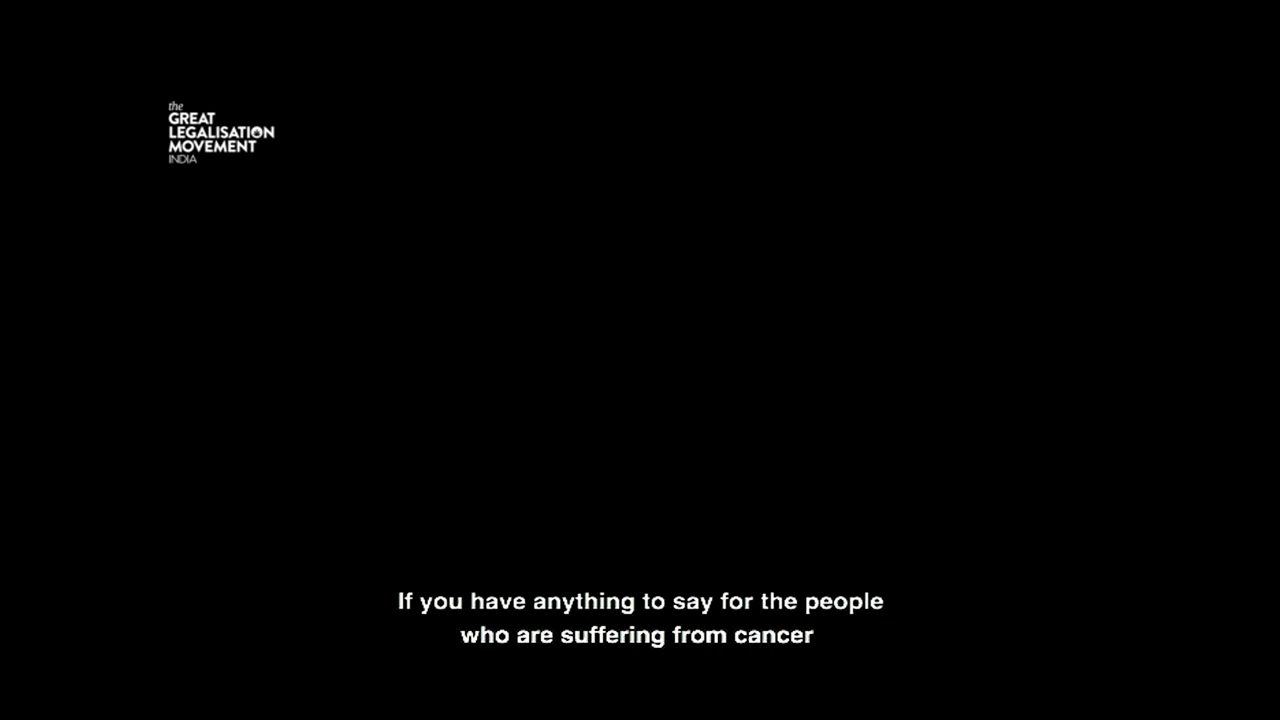 the
GREAT
LEGALISATION
MOVEMENT
INDIA
If you have anything to say for the people
who are suffering from cancer